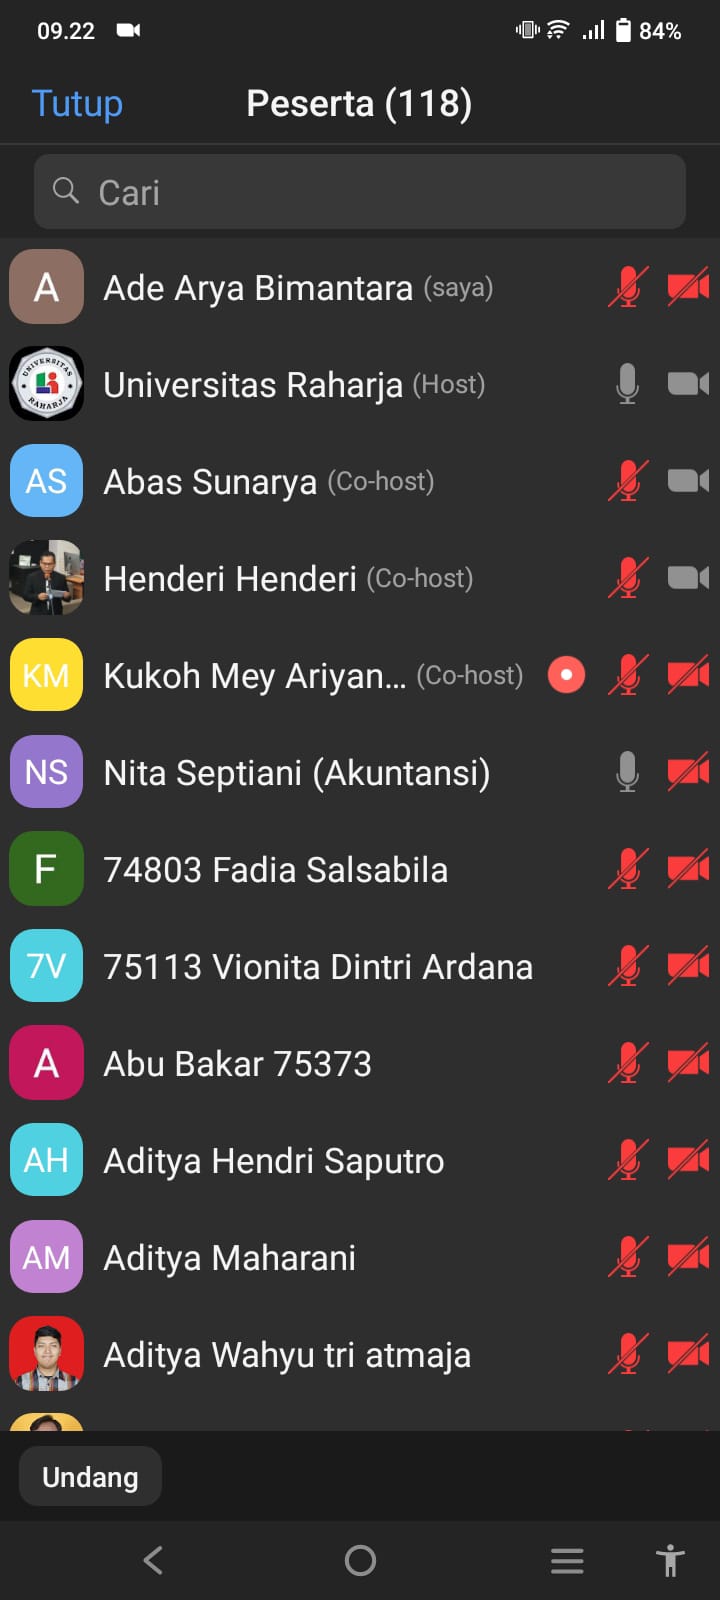 09.22 84%
Tutup Peserta (118)
Cari
A Ade Arya Bimantara (saya)
UNIVERSITAS RAHARJA Universitas Raharja (Host)
AS Abas Sunarya (Co-host)
Henderi Henderi (Co-host)
KM Kukoh Mey Ariyan... (Co-host)
NS Nita Septiani (Akuntansi)
F 74803 Fadia Salsabila
7V 75113 Vionita Dintri Ardana
A Abu Bakar 75373
AH Aditya Hendri Saputro
AM Aditya Maharani
Aditya Wahyu tri atmaja
Undang